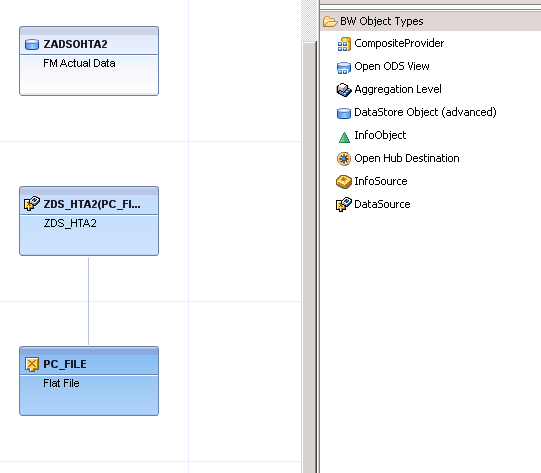 ZADSOHTA2
FM Actual Data
ZDS_HTA2(PC_FI...
ZDS_HTA2
PC_FILE
Flat File
BW Object Types
CompositeProvider
Open ODS View
Aggregation Level
DataStore Object (advanced)
InfoObject
Open Hub Destination
InfoSource
DataSource